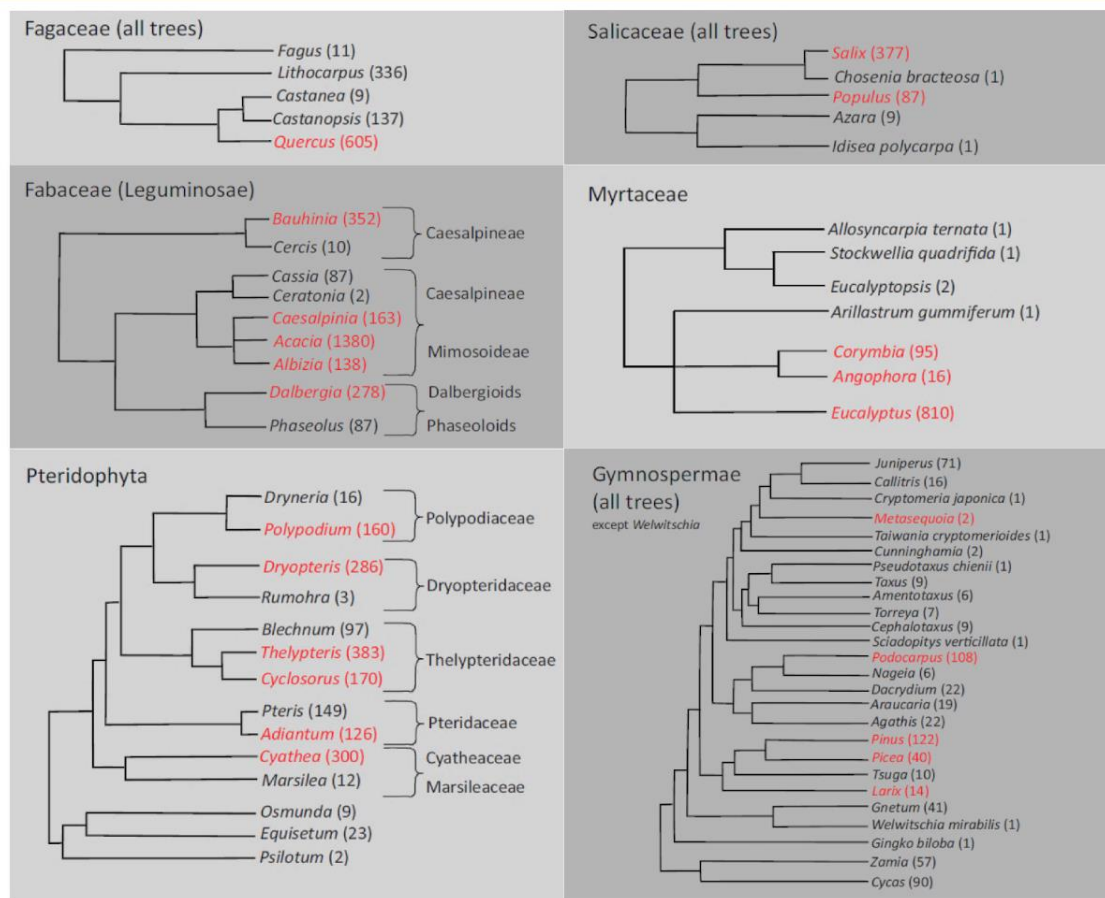 Fagaceae (all trees)
Fagus (11)
Lithocarpus (336)
Castanea (9)
Castanopsis (137)
Quercus (605)
Salicaceae (all trees)
Salix (377)
Chosenia bracteosa (1)
Populus (87)
Azara (9)
Idisea polycarpa (1)
Fabaceae (Leguminosae)
Bauhinia (352)
Cercis (10)
Caesalpineae
Cassia (87)
Ceratonia (2)
Caesalpinia (163)
Acacia (1380)
Albizia (138)
Caesalpineae
Mimosoideae
Dalbergia (278)
Phaseolus (87)
Dalbergioids
Phaseoloids
Myrtaceae
Allosyncarpia ternata (1)
Stockwellia quadrifida (1)
Eucalyptopsis (2)
Arillastrum gummiferum (1)
Corymbia (95)
Angophora (16)
Eucalyptus (810)
Pteridophyta
Dryneria (16)
Polypodium (160)
Polypodiaceae
Dryopteris (286)
Rumohra (3)
Dryopteridaceae
Blechnum (97)
Thelypteris (383)
Cyclosorus (170)
Thelypteridaceae
Pteris (149)
Adiantum (126)
Pteridaceae
Cyathea (300)
Marsilea (12)
Cyatheaceae
Marsileaceae
Osmunda (9)
Equisetum (23)
Psilotum (2)
Gymnospermae
(all trees)
except Welwitschia
Juniperus (71)
Callitris (16)
Cryptomeria japonica (1)
Metasequoia (2)
Taiwania cryptomerioides (1)
Cunninghamia (2)
Pseudotaxus chienii (1)
Taxus (9)
Amentotaxus (6)
Torreya (7)
Cephalotaxus (9)
Sciadopitys verticillata (1)
Podocarpus (108)
Nageia (6)
Dacrydium (22)
Araucaria (19)
Agathis (22)
Pinus (122)
Picea (40)
Tsuga (10)
Larix (14)
Gnetum (41)
Welwitschia mirabilis (1)
Gingko biloba (1)
Zamia (57)
Cycas (90)